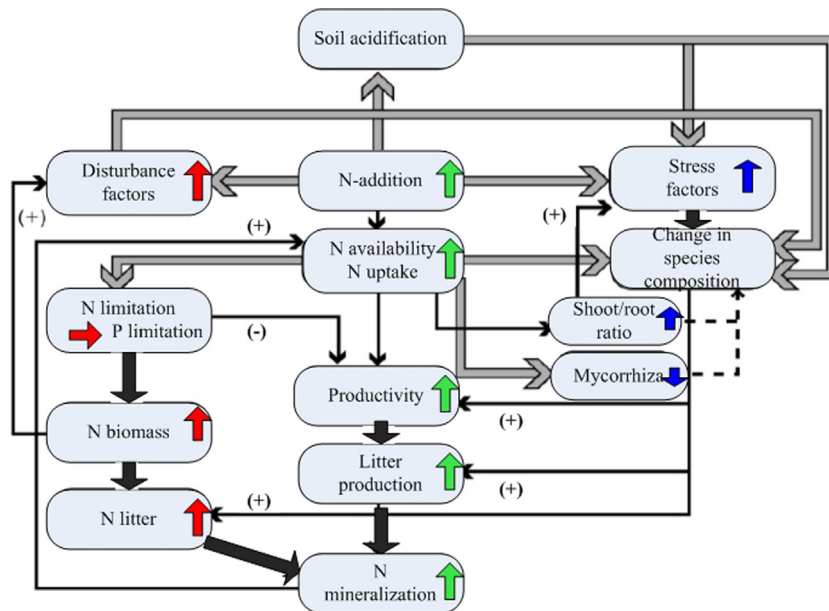 Soil acidification
Disturbance
factors
N-addition
Stress
factors
(+)
(+)
(+)
N availability
N uptake
Change in
species
composition
N limitation
P limitation
(-)
Shoot/root
ratio
Mycorrhiza
Productivity
(+)
N biomass
Litter
production
(+)
N litter
(+)
N
mineralization